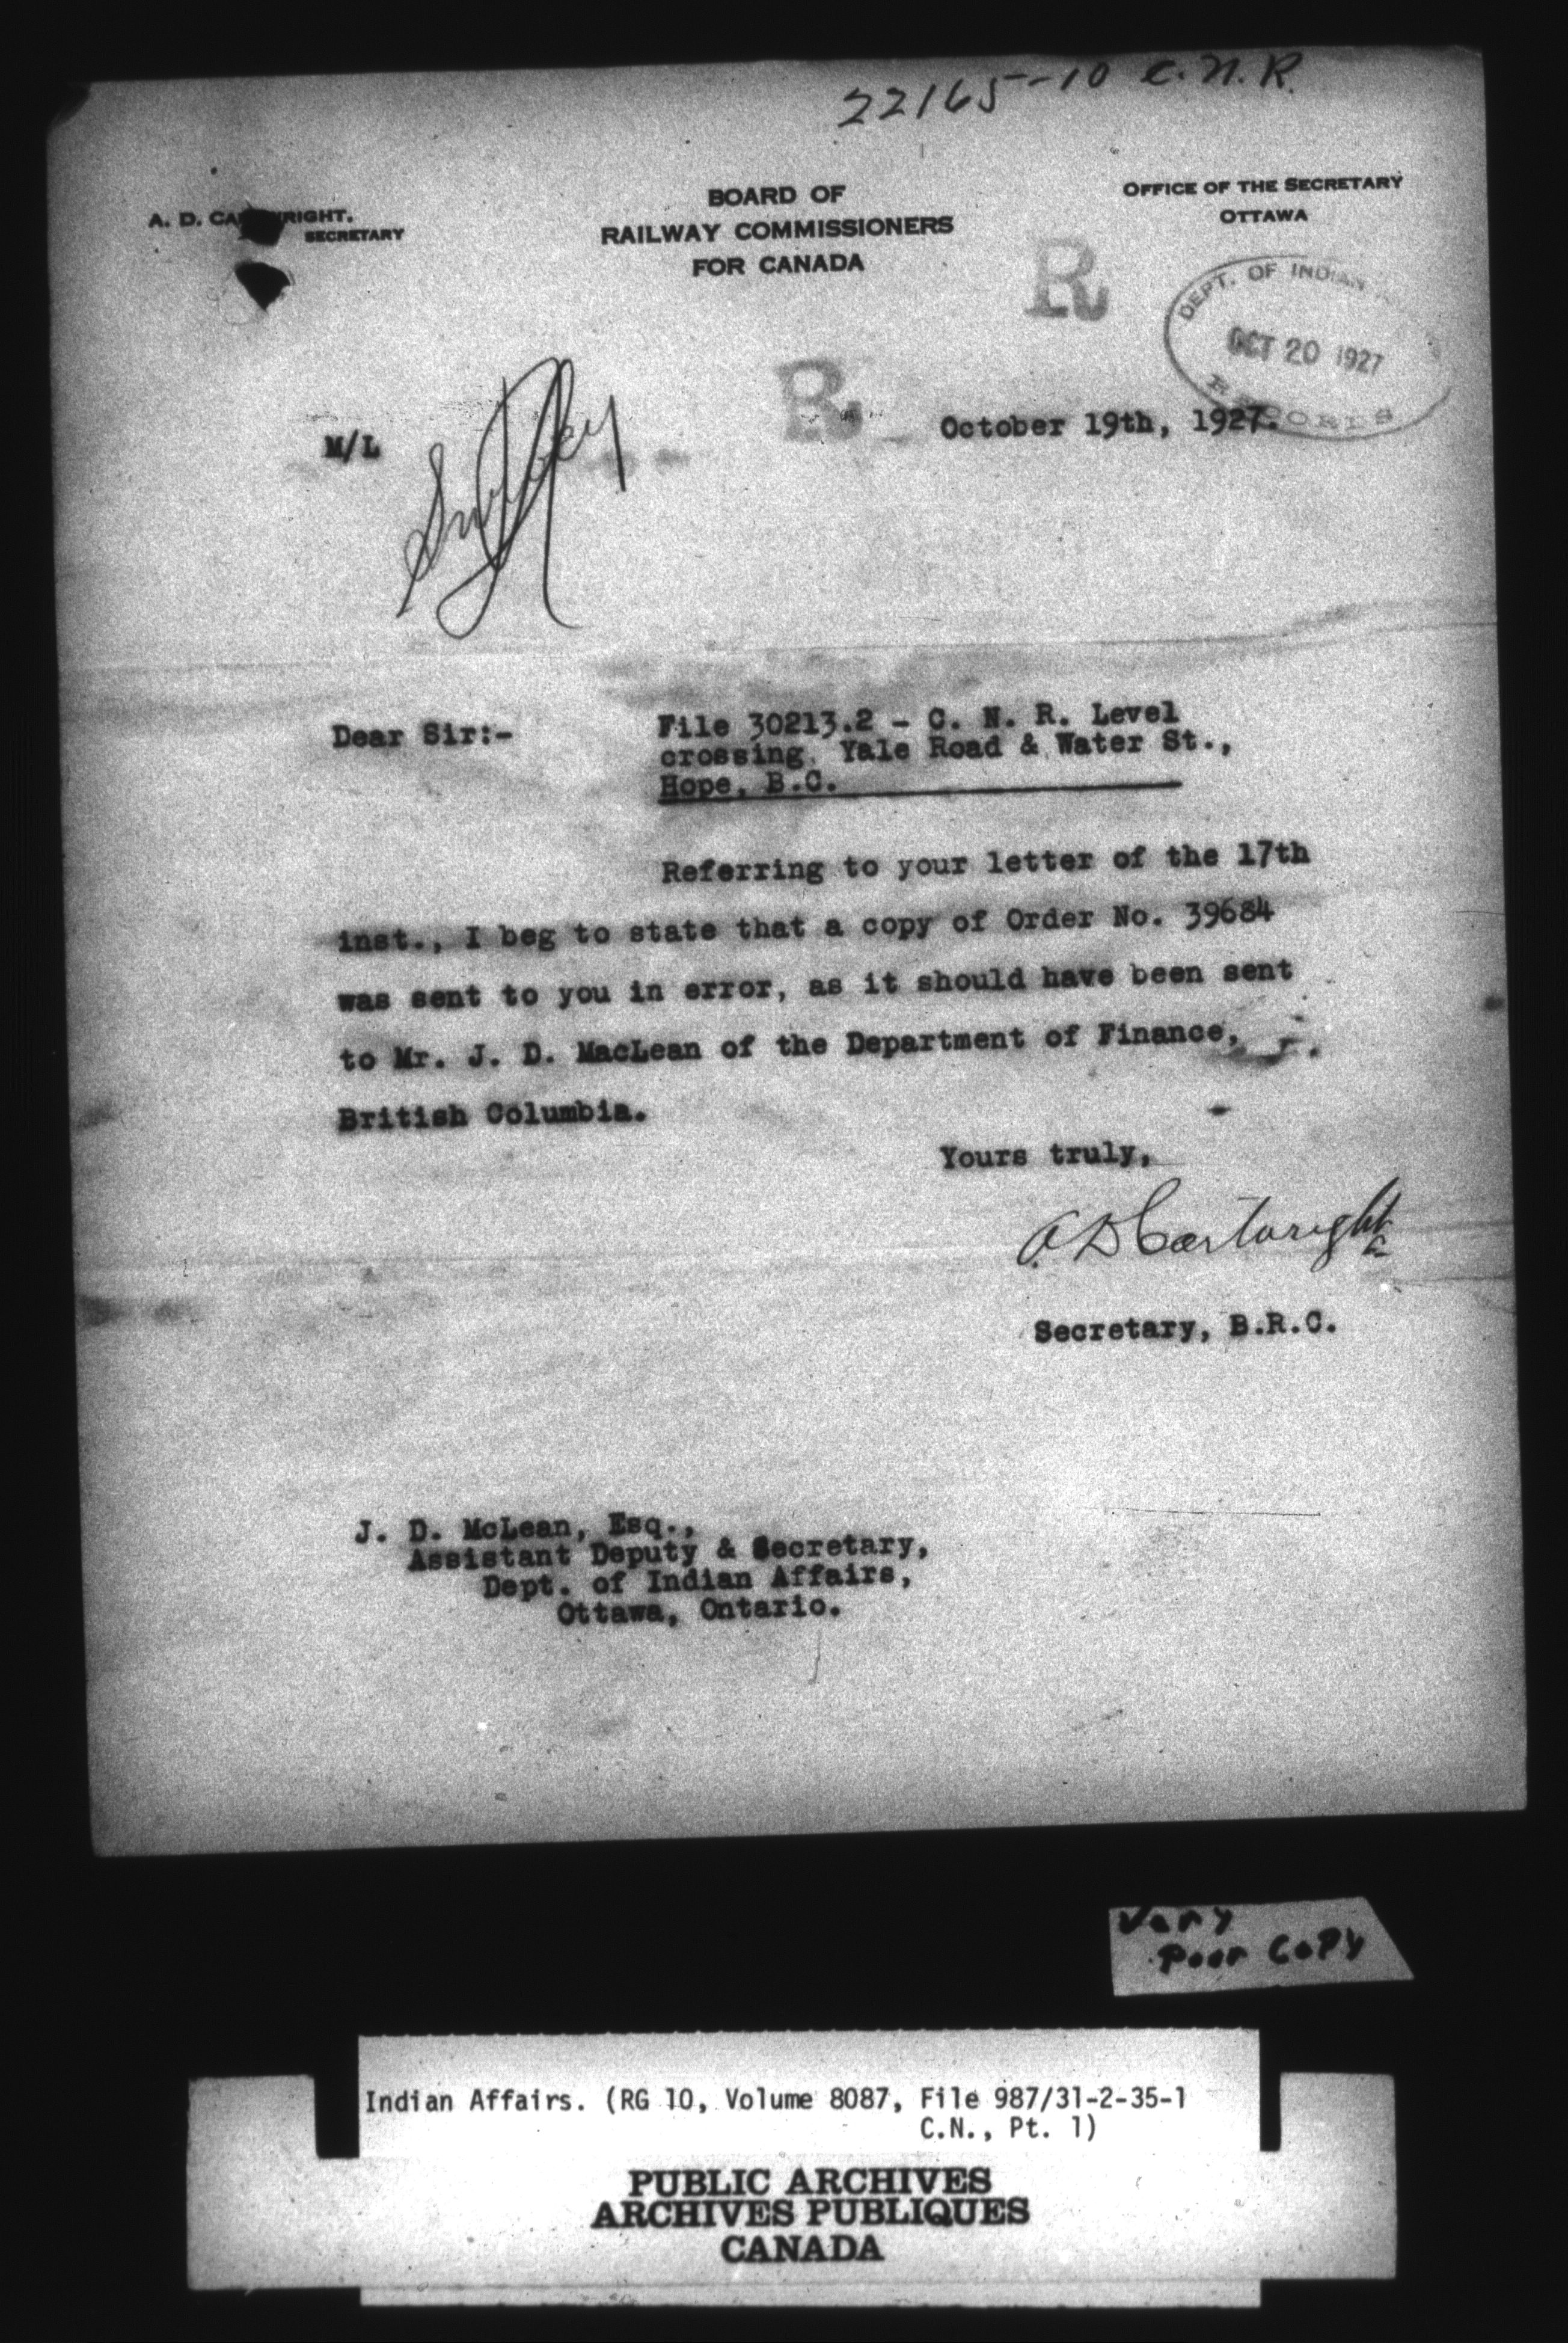 22165-10 C.N.R.
A. D. CARTWRIGHT,
SECRETARY
BOARD OF
RAILWAY COMMISSIONERS
FOR CANADA
OFFICE OF THE SECRETARY
OTTAWA
R
DEPT. OF INDIAN
OCT 20 1927
RECORDS
R
M/L
October 19th, 1927.
Dear Sir:-
File 30213.2 - C. N. R. Level
crossing, Yale Road & Water St.,
Hope, B.C.
Referring to your letter of the 17th
inst., I beg to state that a copy of Order No. 39684
was sent to you in error, as it should have been sent
to Mr. J. D. MacLean of the Department of Finance,
British Columbia.
Yours truly,
A. D Cartwright
Secretary, B.R.C.
J. D. McLean, Esq.,
Assistant Deputy & Secretary,
Dept. of Indian Affairs,
Ottawa, Ontario.
Very
Poor Copy
Indian Affairs. (RG 10, Volume 8087, File 987/31-2-35-1
C.N., Pt. 1)
PUBLIC ARCHIVES
ARCHIVES PUBLIQUES
CANADA